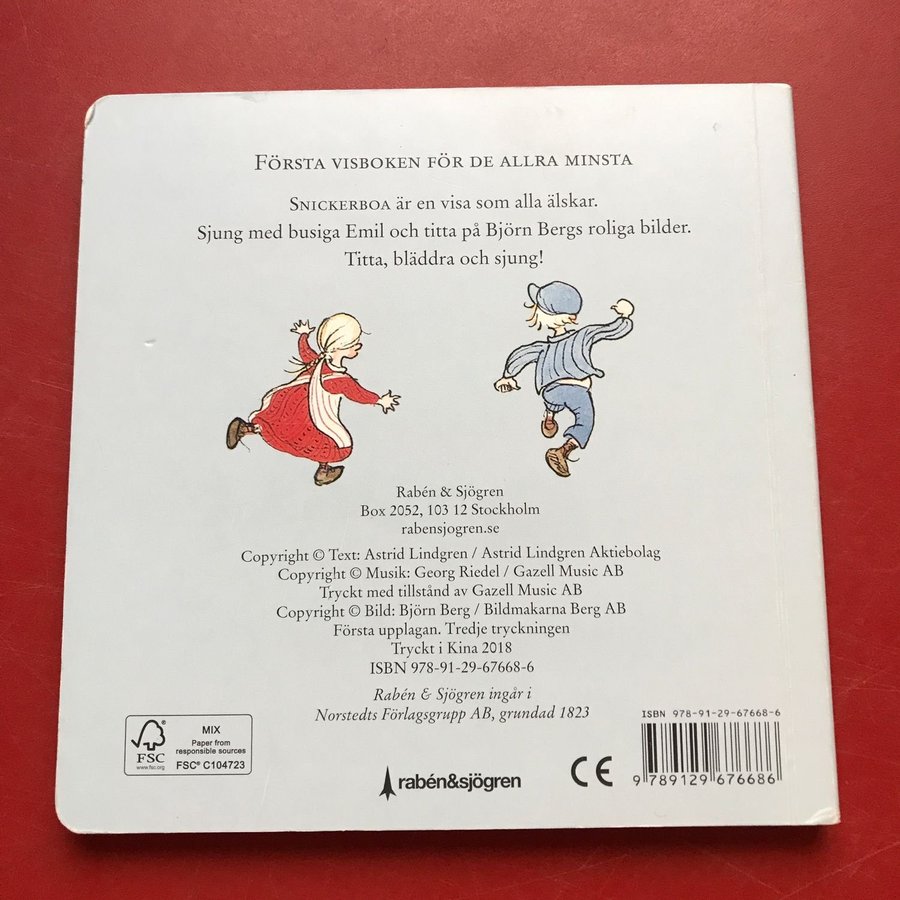 FÖRSTA VISBOKEN FÖR DE ALLRA MINSTA
SNICKERBOA är en visa som alla älskar.
Sjung med busiga Emil och titta på Björn Bergs roliga bilder.
Titta, bläddra och sjung!
Rabén & Sjögren
Box 2052, 103 12 Stockholm
rabensjogren.se
Copyright © Text: Astrid Lindgren / Astrid Lindgren Aktiebolag
Copyright © Musik: Georg Riedel / Gazell Music AB
Tryckt med tillstånd av Gazell Music AB
Copyright © Bild: Björn Berg / Bildmakarna Berg AB
Första upplagan. Tredje tryckningen
Tryckt i Kina 2018
ISBN 978-91-29-67668-6
Rabén & Sjögren ingår i
Norstedts Förlagsgrupp AB, grundad 1823
FSC
www.fsc.org
MIX
Paper from
responsible sources
FSC® C104723
rabén&sjögren
CE
ISBN 978-91-29-67668-6
9 789129 676686